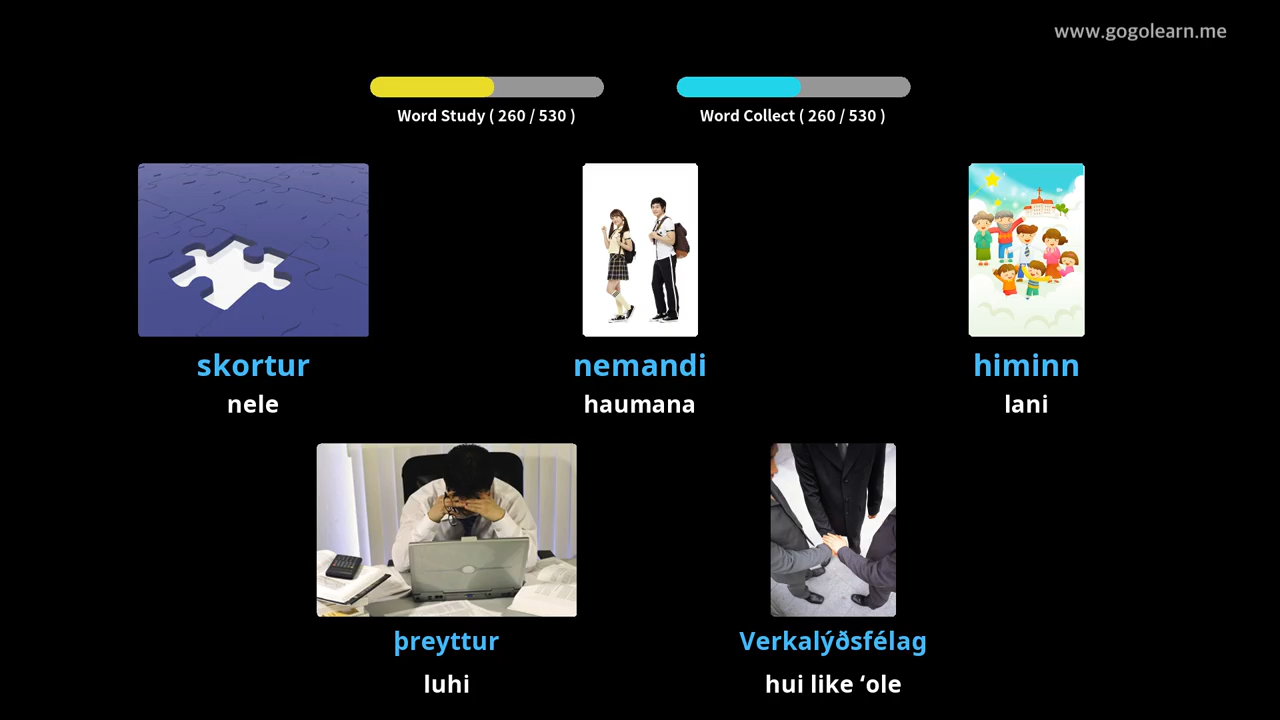 www.gogolearn.me
Word Study ( 260 / 530 )
Word Collect ( 260 / 530 )
skortur
nele
nemandi
haumana
himinn
lani
þreyttur
luhi
Verkalýðsfélag
hui like ‘ole